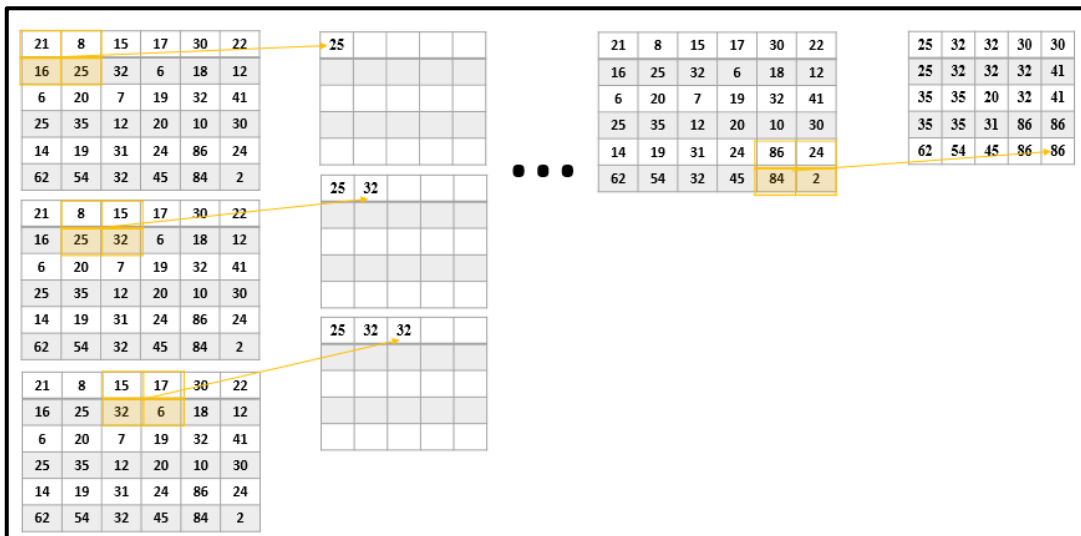 21 8 15 17 30 22
16 25 32 6 18 12
6 20 7 19 32 41
25 35 12 20 10 30
14 19 31 24 86 24
62 54 32 45 84 2
21 8 15 17 30 22
16 25 32 6 18 12
6 20 7 19 32 41
25 35 12 20 10 30
14 19 31 24 86 24
62 54 32 45 84 2
21 8 15 17 30 22
16 25 32 6 18 12
6 20 7 19 32 41
25 35 12 20 10 30
14 19 31 24 86 24
62 54 32 45 84 2
25
25 32
25 32 32
...
21 8 15 17 30 22
16 25 32 6 18 12
6 20 7 19 32 41
25 35 12 20 10 30
14 19 31 24 86 24
62 54 32 45 84 2
25 32 32 30 30
25 32 32 32 41
35 35 20 32 41
35 35 31 86 86
62 54 45 86 86